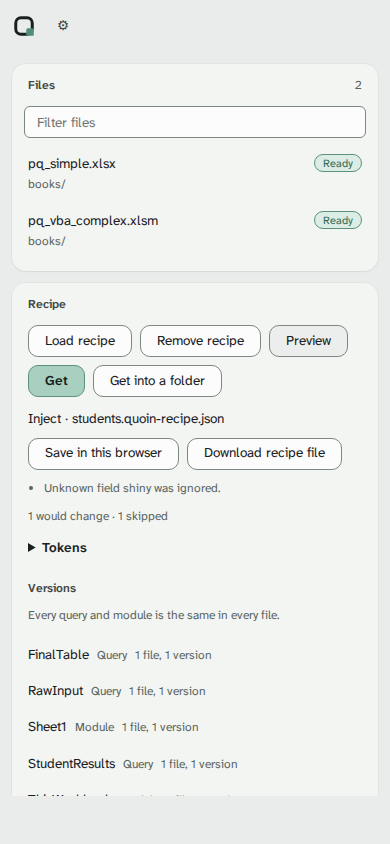 Files 2
Filter files
pq_simple.xlsx Ready
books/
pq_vba_complex.xlsm Ready
books/
Recipe
Load recipe Remove recipe Preview
Get Get into a folder
Inject · students.quoin-recipe.json
Save in this browser Download recipe file
• Unknown field shiny was ignored.
1 would change · 1 skipped
▶ Tokens
Versions
Every query and module is the same in every file.
FinalTable Query 1 file, 1 version
RawInput Query 1 file, 1 version
Sheet1 Module 1 file, 1 version
StudentResults Query 1 file, 1 version